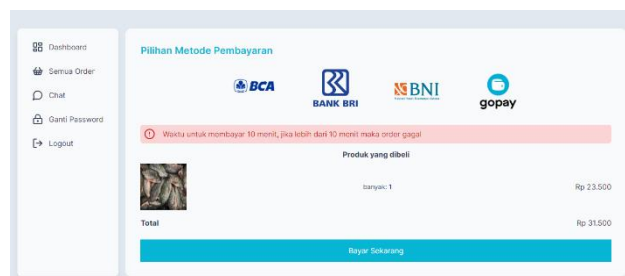 Dashboard
Semua Order
Chat
Ganti Password
Logout
Pilihan Metode Pembayaran
BCA
BANK BRI
BNI
gopay
Waktu untuk membayar 10 menit, jika lebih dari 10 menit maka order gagal
Produk yang dibeli
banyak: 1
Rp 23.500
Total
Rp 31.500
Bayar Sekarang